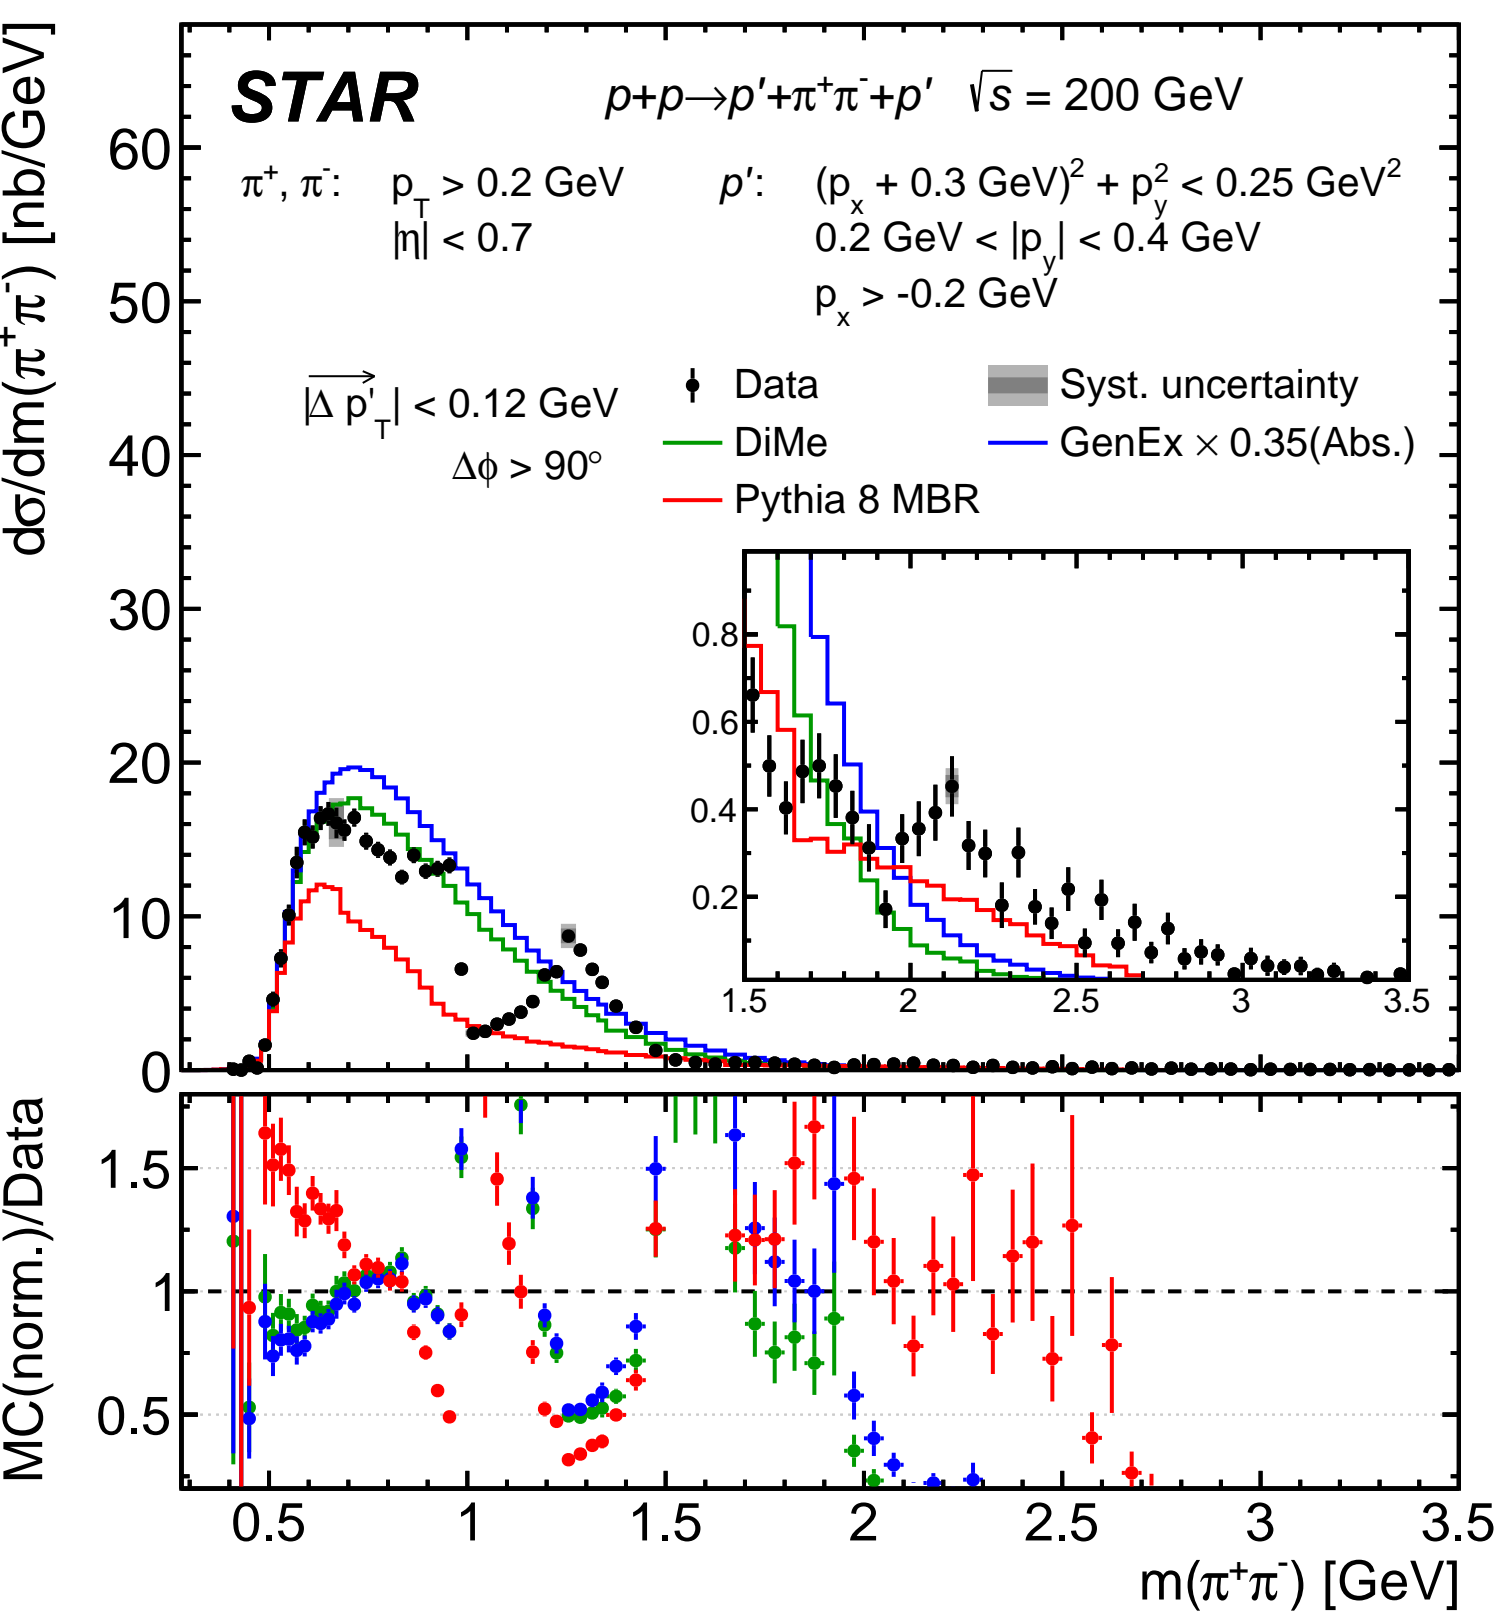 STAR p+p→p'+π⁺π⁻+p' √s = 200 GeV
π⁺, π⁻: p_T > 0.2 GeV p': (p_x + 0.3 GeV)² + p_y² < 0.25 GeV²
|η| < 0.7 0.2 GeV < |p_y| < 0.4 GeV
p_x > -0.2 GeV
|Δ p'_T| < 0.12 GeV
Δϕ > 90°
Data Syst. uncertainty
DiMe GenEx × 0.35(Abs.)
Pythia 8 MBR
dσ/dm(π⁺π⁻) [nb/GeV]
60
50
40
30
20
10
0
0.8
0.6
0.4
0.2
1.5 2 2.5 3 3.5
MC(norm.)/Data
1.5
1
0.5
0.5 1 1.5 2 2.5 3 3.5
m(π⁺π⁻) [GeV]